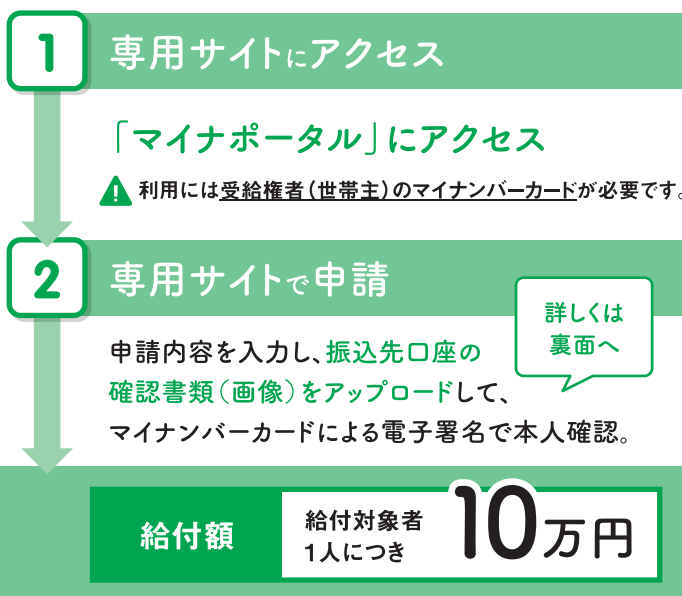 1 専用サイトにアクセス
「マイナポータル」にアクセス
! 利用には受給権者(世帯主)のマイナンバーカードが必要です。
2 専用サイトで申請
詳しくは
裏面へ
申請内容を入力し、振込先口座の
確認書類(画像)をアップロードして、
マイナンバーカードによる電子署名で本人確認。
給付額
給付対象者
1人につき
10万円